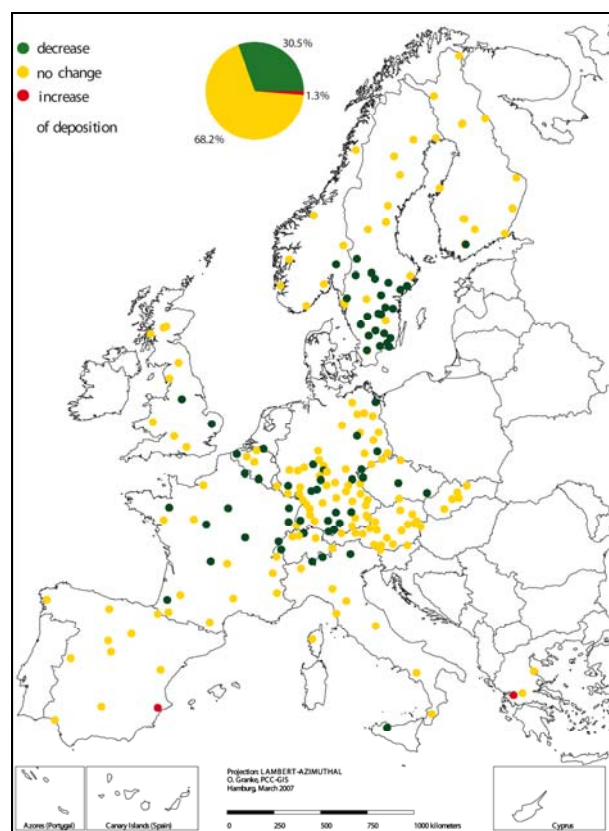 decrease
no change
increase
of deposition
30.5%
1.3%
68.2%
Projection: LAMBERT-AZIMUTHAL
O. Granke, PCC-GIS
Hamburg, March 2007
0 250 500 750 1000 kilometers
Azores (Portugal)
Canary Islands (Spain)
Cyprus